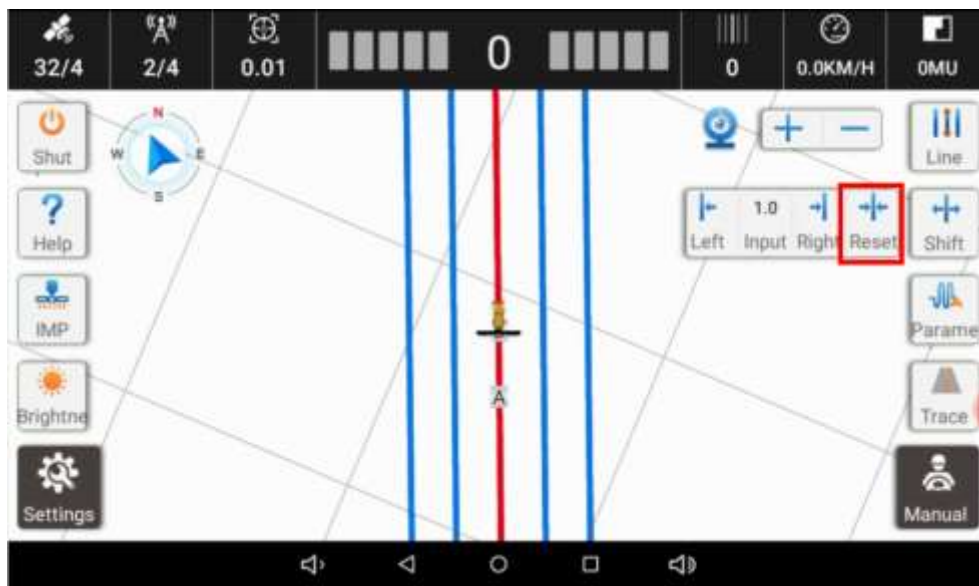 32/4
2/4
0.01
0
0
0.0KM/H
0MU
Shut
N
W
E
S
Line
Help
Left
1.0
Input
Right
Reset
Shift
IMP
Parame
Brightne
A
Trace
Settings
Manual